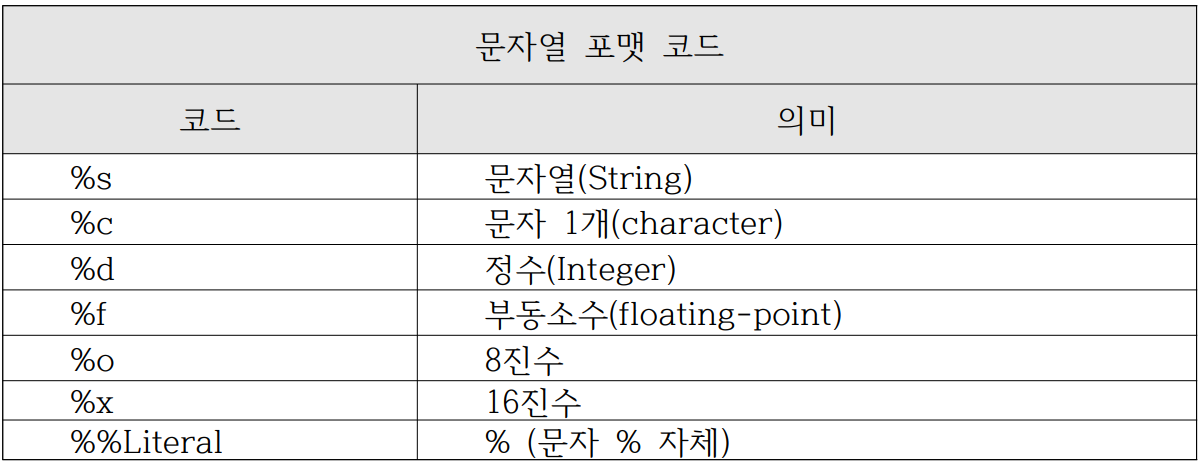 문자열 포맷 코드
코드 의미
%s 문자열(String)
%c 문자 1개(character)
%d 정수(Integer)
%f 부동소수(floating-point)
%o 8진수
%x 16진수
%%Literal % (문자 % 자체)